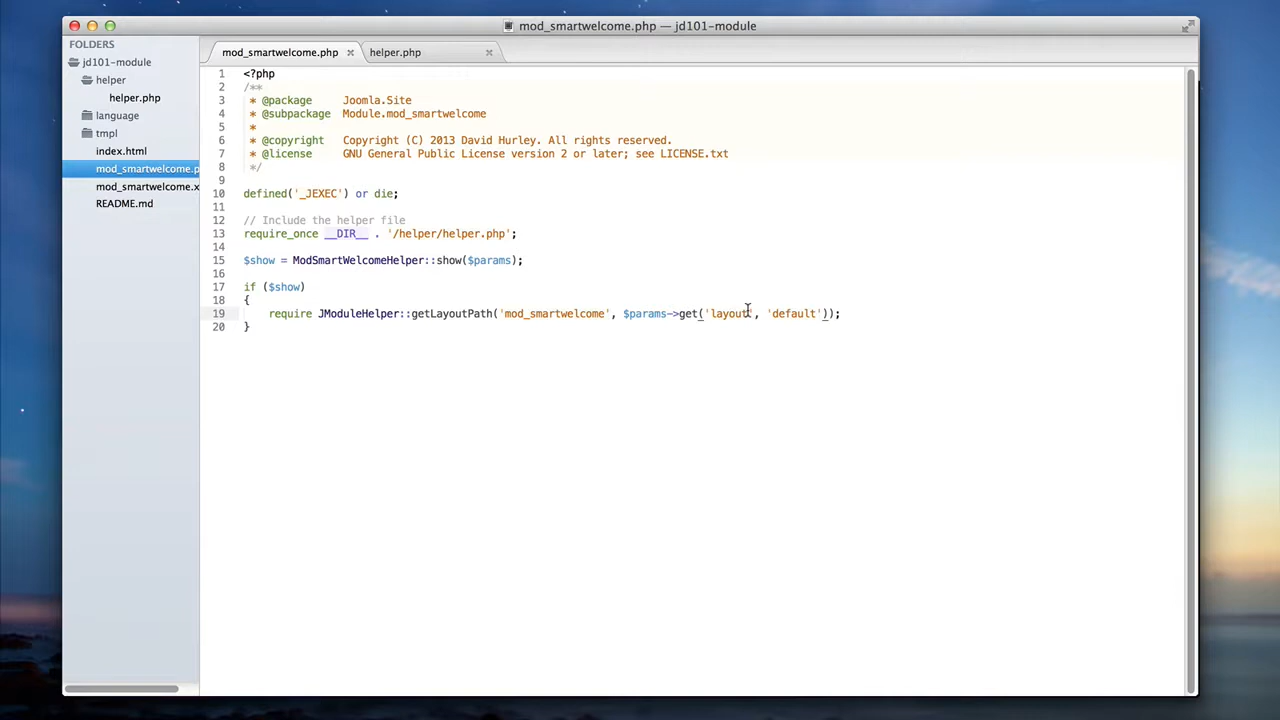 mod_smartwelcome.php — jd101-module
FOLDERS
jd101-module
helper
helper.php
language
tmpl
index.html
mod_smartwelcome.p
mod_smartwelcome.x
README.md
mod_smartwelcome.php ×
helper.php ×
1 <?php
2 /**
3 * @package Joomla.Site
4 * @subpackage Module.mod_smartwelcome
5 *
6 * @copyright Copyright (C) 2013 David Hurley. All rights reserved.
7 * @license GNU General Public License version 2 or later; see LICENSE.txt
8 */
9
10 defined('_JEXEC') or die;
11
12 // Include the helper file
13 require_once __DIR__ . '/helper/helper.php';
14
15 $show = ModSmartWelcomeHelper::show($params);
16
17 if ($show)
18 {
19 require JModuleHelper::getLayoutPath('mod_smartwelcome', $params->get('layout', 'default'));
20 }